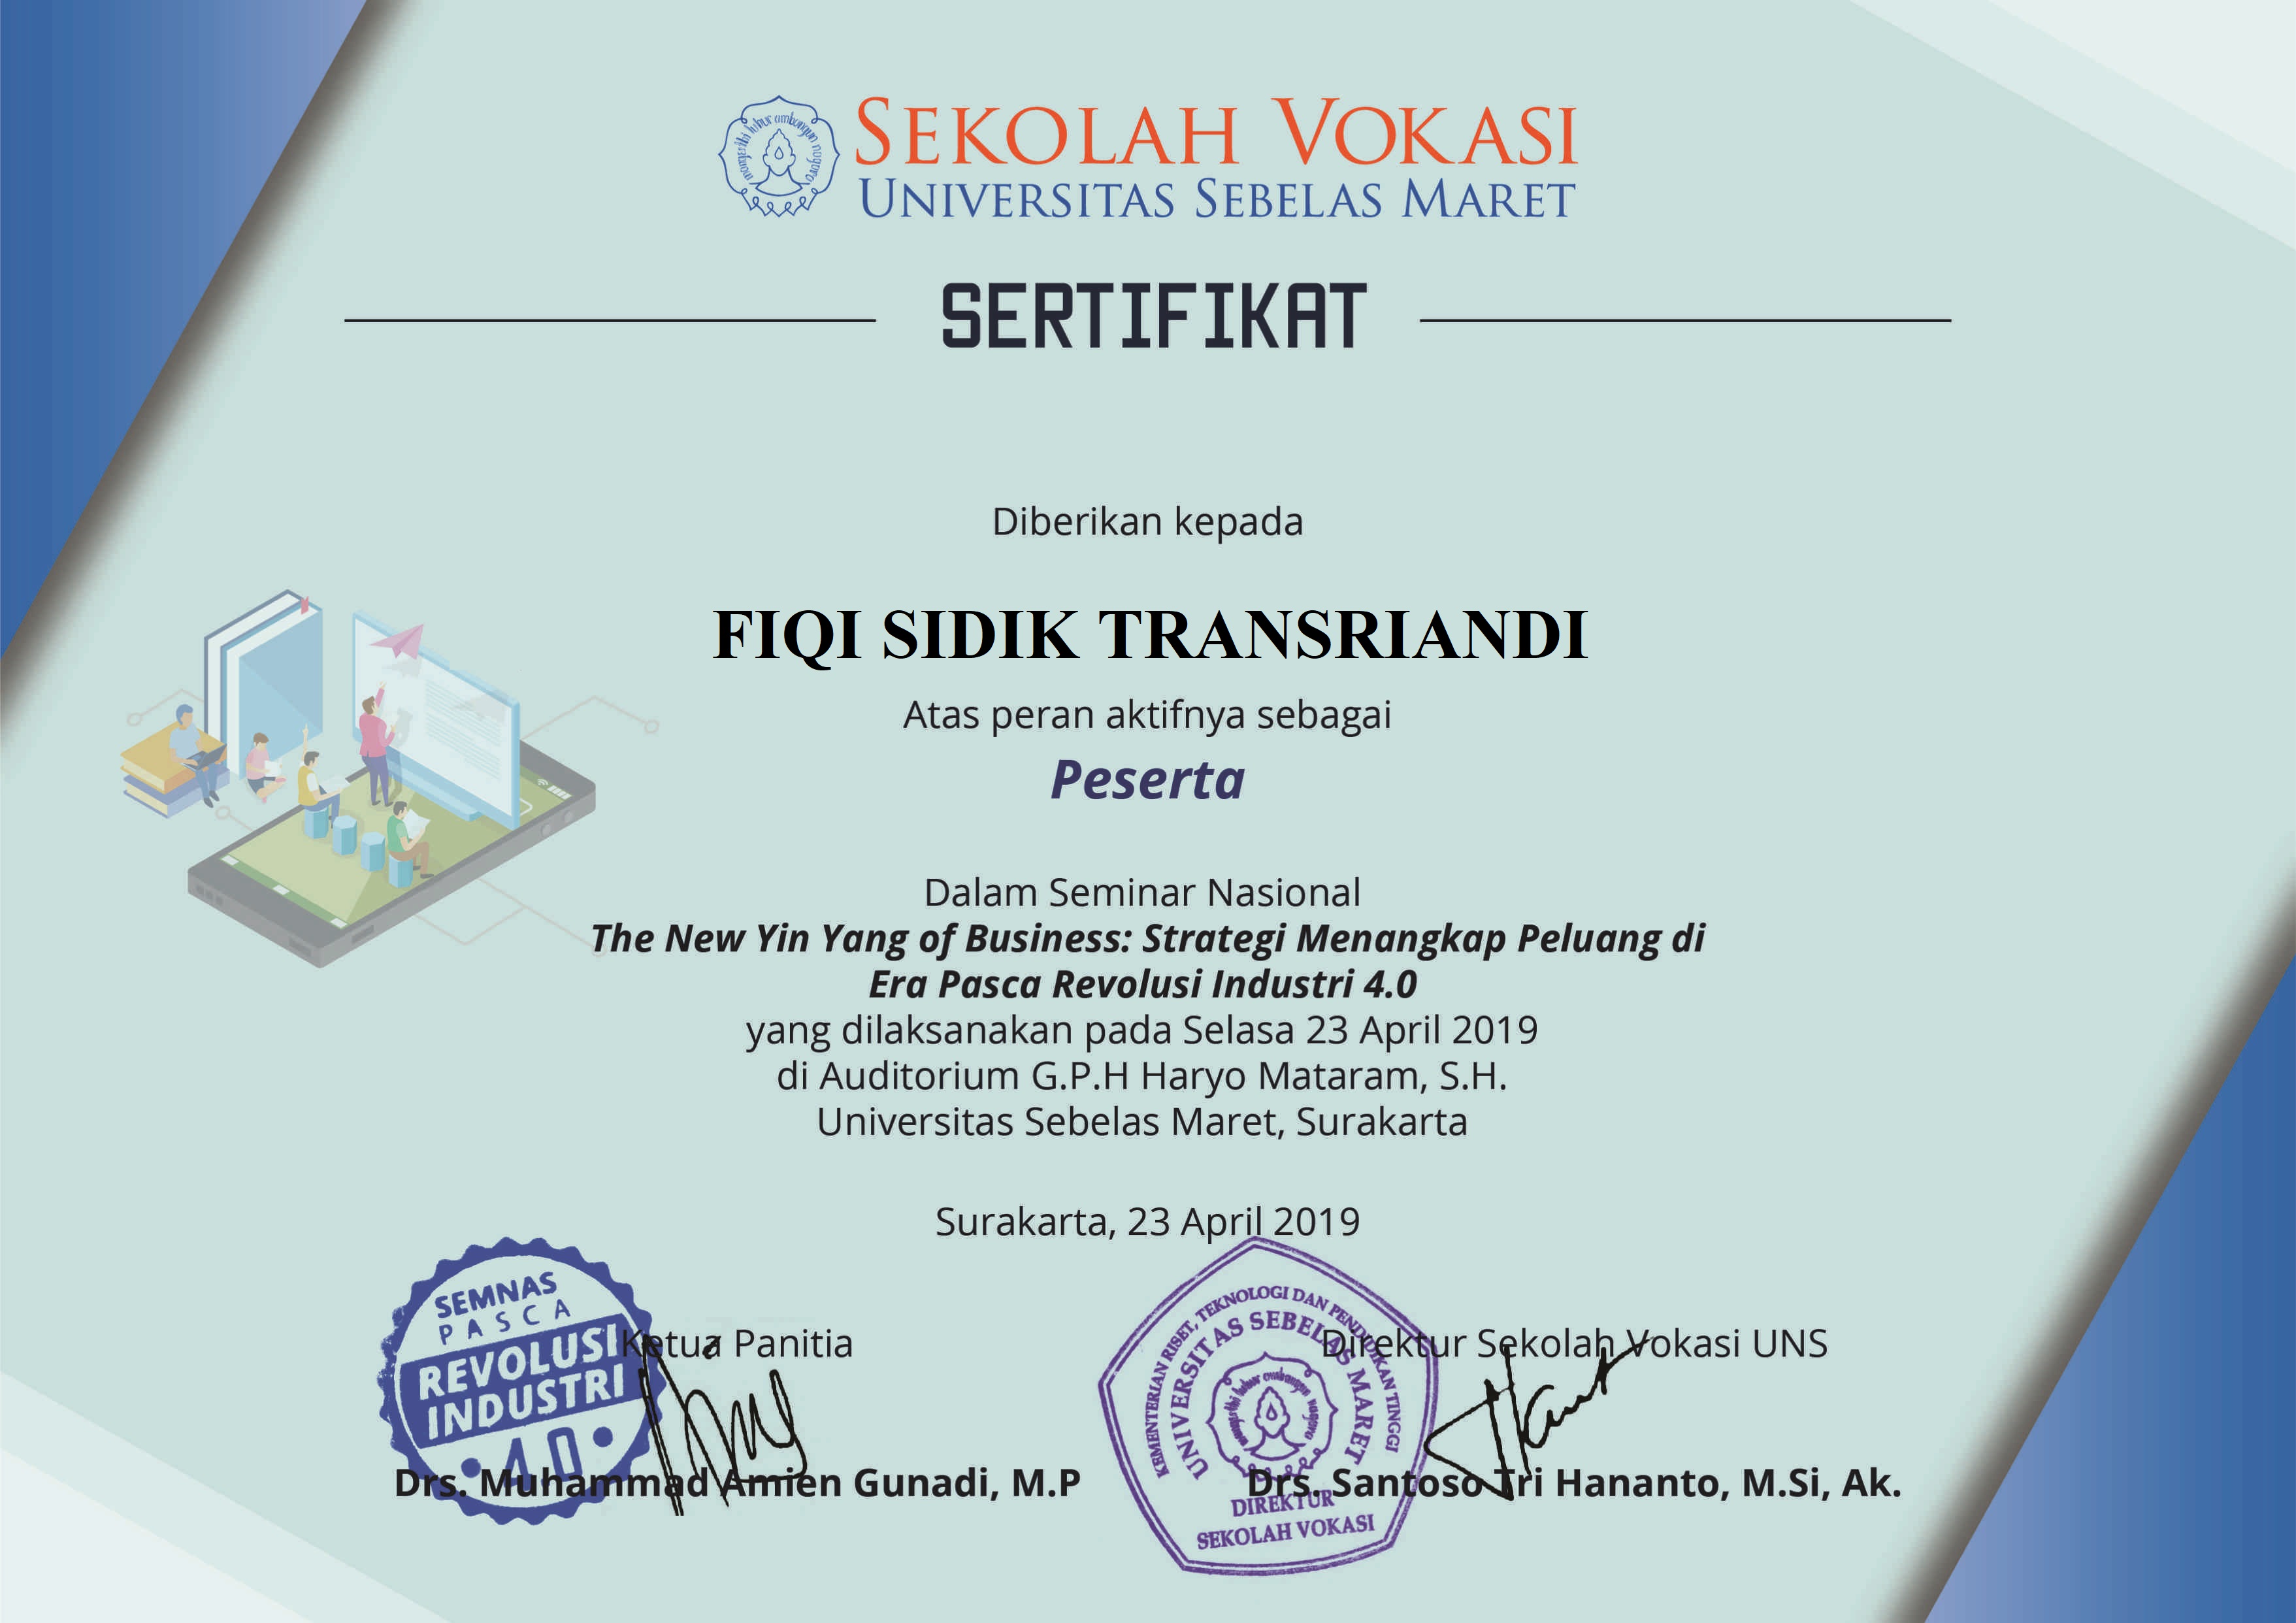 SEKOLAH VOKASI
UNIVERSITAS SEBELAS MARET
SERTIFIKAT
Diberikan kepada
FIQI SIDIK TRANSRIANDI
Atas peran aktifnya sebagai
Peserta
Dalam Seminar Nasional
The New Yin Yang of Business: Strategi Menangkap Peluang di
Era Pasca Revolusi Industri 4.0
yang dilaksanakan pada Selasa 23 April 2019
di Auditorium G.P.H Haryo Mataram, S.H.
Universitas Sebelas Maret, Surakarta
Surakarta, 23 April 2019
SEMNAS
PASCA
REVOLUSI
INDUSTRI
4.0
Ketua Panitia
Drs. Muhammad Amien Gunadi, M.P
KEMENTERIAN RISET, TEKNOLOGI DAN PENDIDIKAN TINGGI
UNIVERSITAS SEBELAS MARET
DIREKTUR
SEKOLAH VOKASI
Direktur Sekolah Vokasi UNS
Drs. Santoso Tri Hananto, M.Si, Ak.